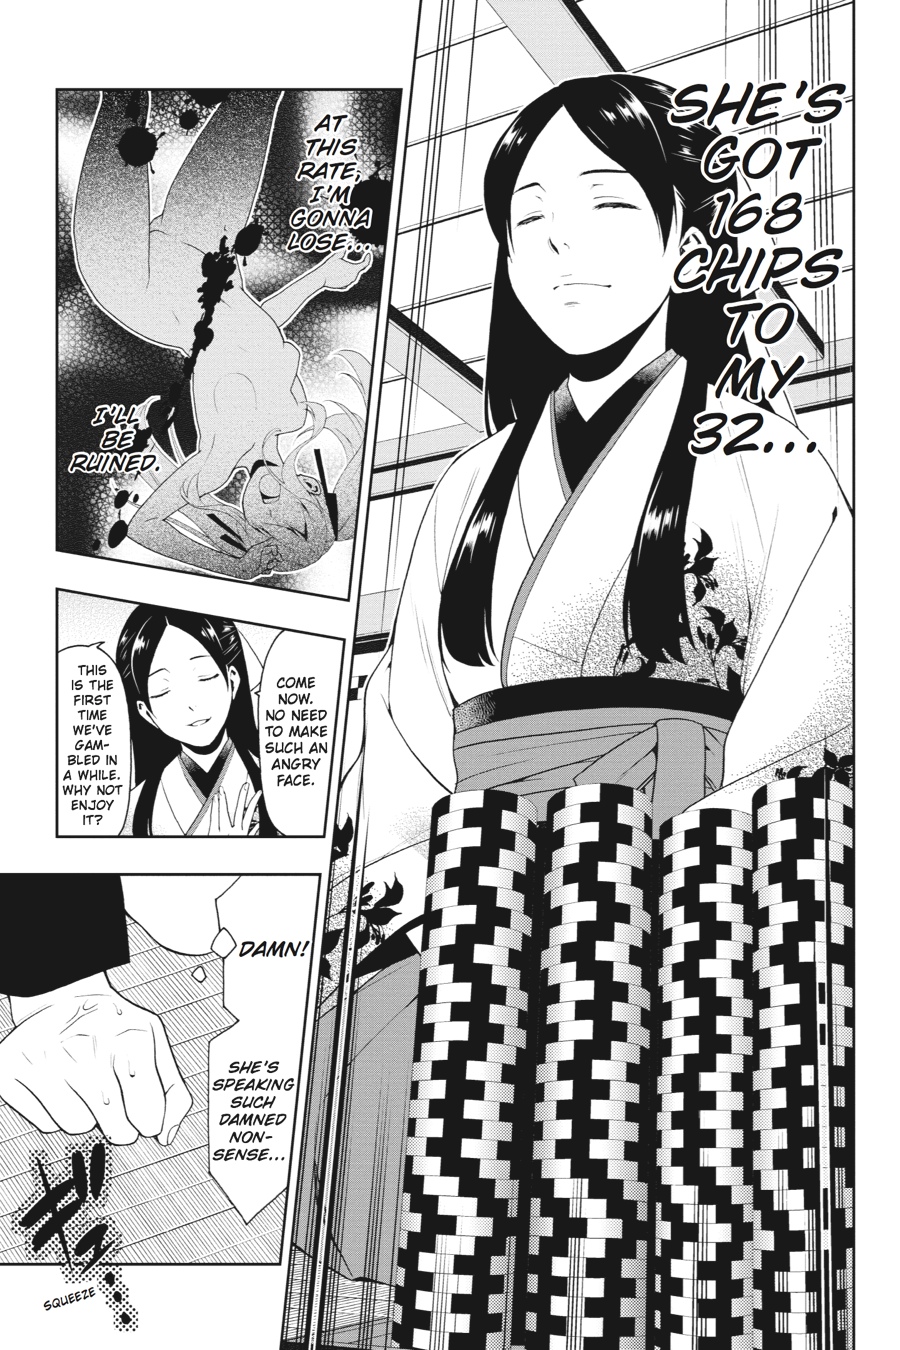 SHE'S
GOT
168
CHIPS
TO
MY
32...
AT
THIS
RATE,
I'M
GONNA
LOSE...
I'LL
BE
RUINED.
COME
NOW.
NO NEED
TO MAKE
SUCH AN
ANGRY
FACE.
THIS
IS THE
FIRST
TIME
WE'VE
GAM-
BLED IN
A WHILE.
WHY NOT
ENJOY
IT?
DAMN!
SHE'S
SPEAKING
SUCH
DAMNED
NON-
SENSE...
ギュ
SQUEEZE